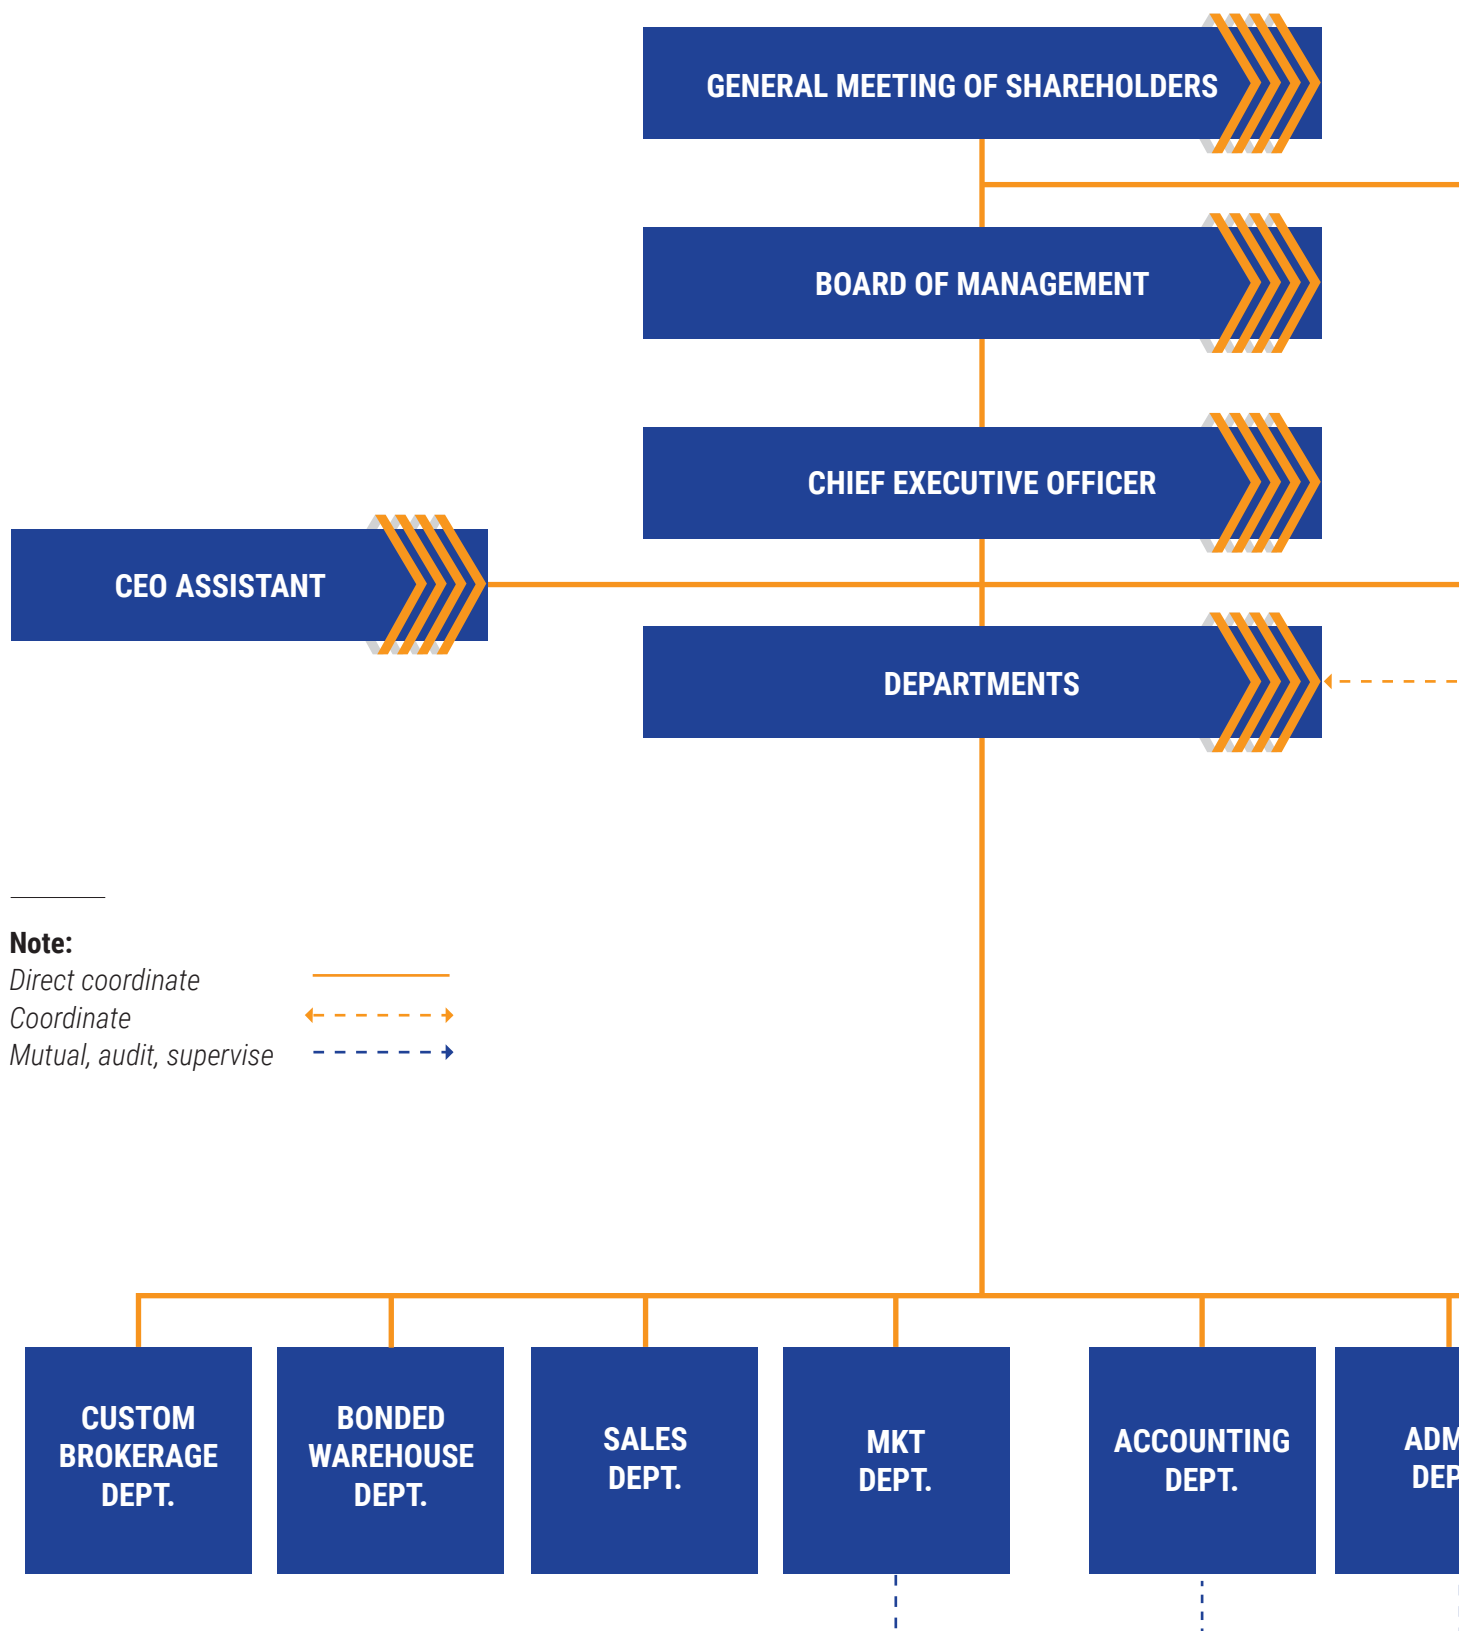 GENERAL MEETING OF SHAREHOLDERS
BOARD OF MANAGEMENT
CHIEF EXECUTIVE OFFICER
CEO ASSISTANT
DEPARTMENTS
Note:
Direct coordinate
Coordinate
Mutual, audit, supervise
CUSTOM
BROKERAGE
DEPT.
BONDED
WAREHOUSE
DEPT.
SALES
DEPT.
MKT
DEPT.
ACCOUNTING
DEPT.